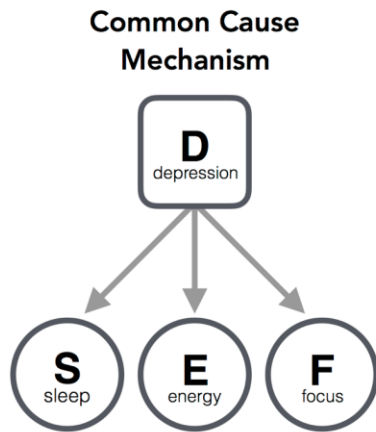 Common Cause
Mechanism
D
depression
S
sleep
E
energy
F
focus